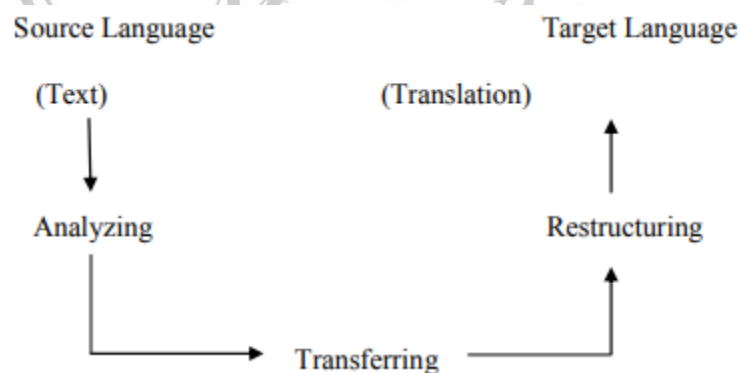 Source Language Target Language
(Text) (Translation)
Analyzing Restructuring
Transferring